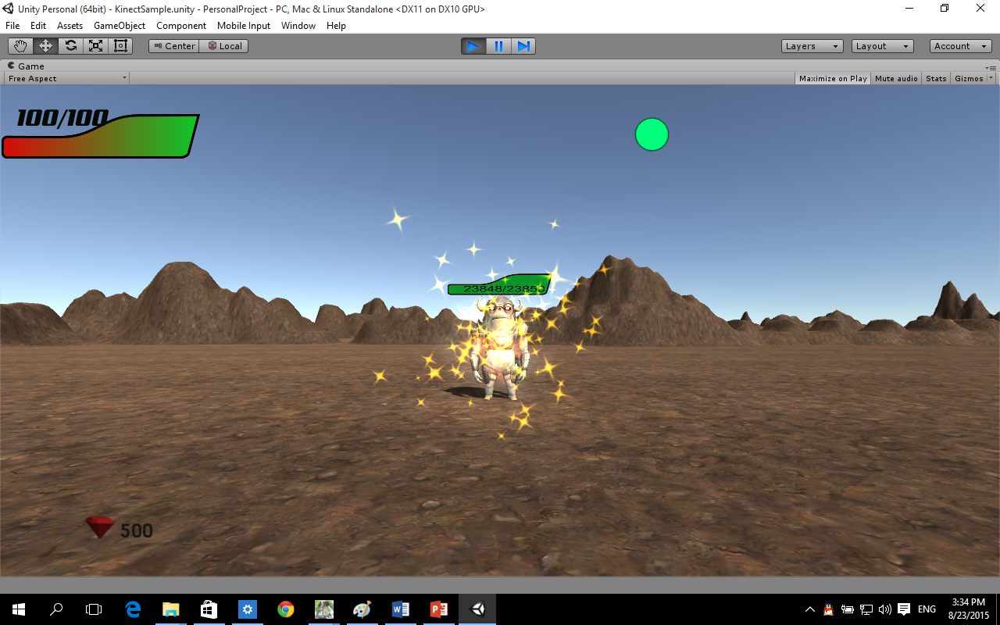 Unity Personal (64bit) - KinectSample.unity - PersonalProject - PC, Mac & Linux Standalone <DX11 on DX10 GPU>
File Edit Assets GameObject Component Mobile Input Window Help
Center Local Layers Layout Account
Game
Free Aspect Maximize on Play Mute audio Stats Gizmos
100/100
23848/23850
500
ENG
3:34 PM
8/23/2015